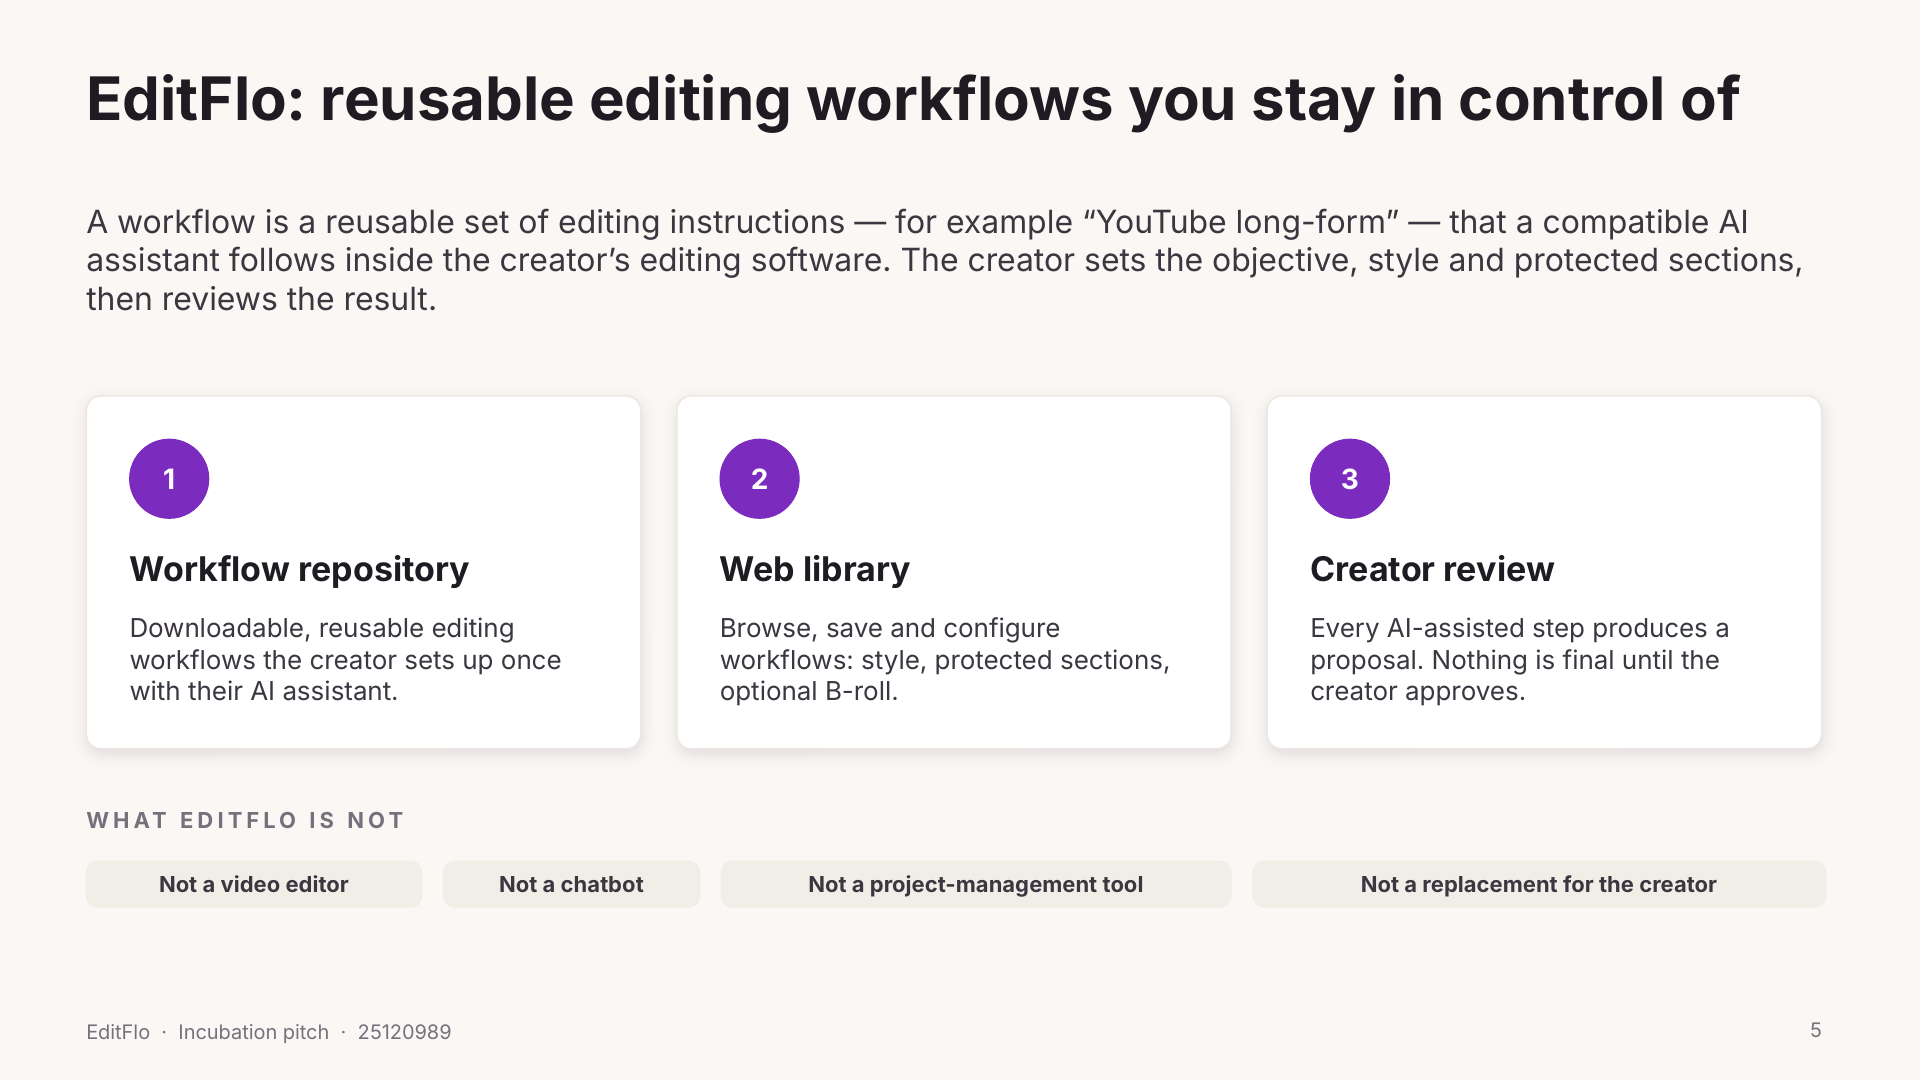 EditFlo: reusable editing workflows you stay in control of
A workflow is a reusable set of editing instructions — for example “YouTube long-form” — that a compatible AI
assistant follows inside the creator’s editing software. The creator sets the objective, style and protected sections,
then reviews the result.
1
Workflow repository
Downloadable, reusable editing
workflows the creator sets up once
with their AI assistant.
2
Web library
Browse, save and configure
workflows: style, protected sections,
optional B-roll.
3
Creator review
Every AI-assisted step produces a
proposal. Nothing is final until the
creator approves.
WHAT EDITFLO IS NOT
Not a video editor
Not a chatbot
Not a project-management tool
Not a replacement for the creator
EditFlo · Incubation pitch · 25120989
5